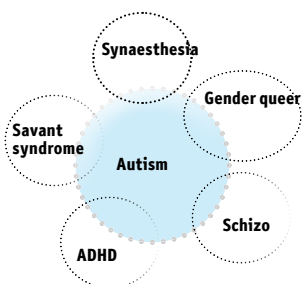 Synaesthesia
Gender queer
Savant
syndrome
Autism
Schizo
ADHD